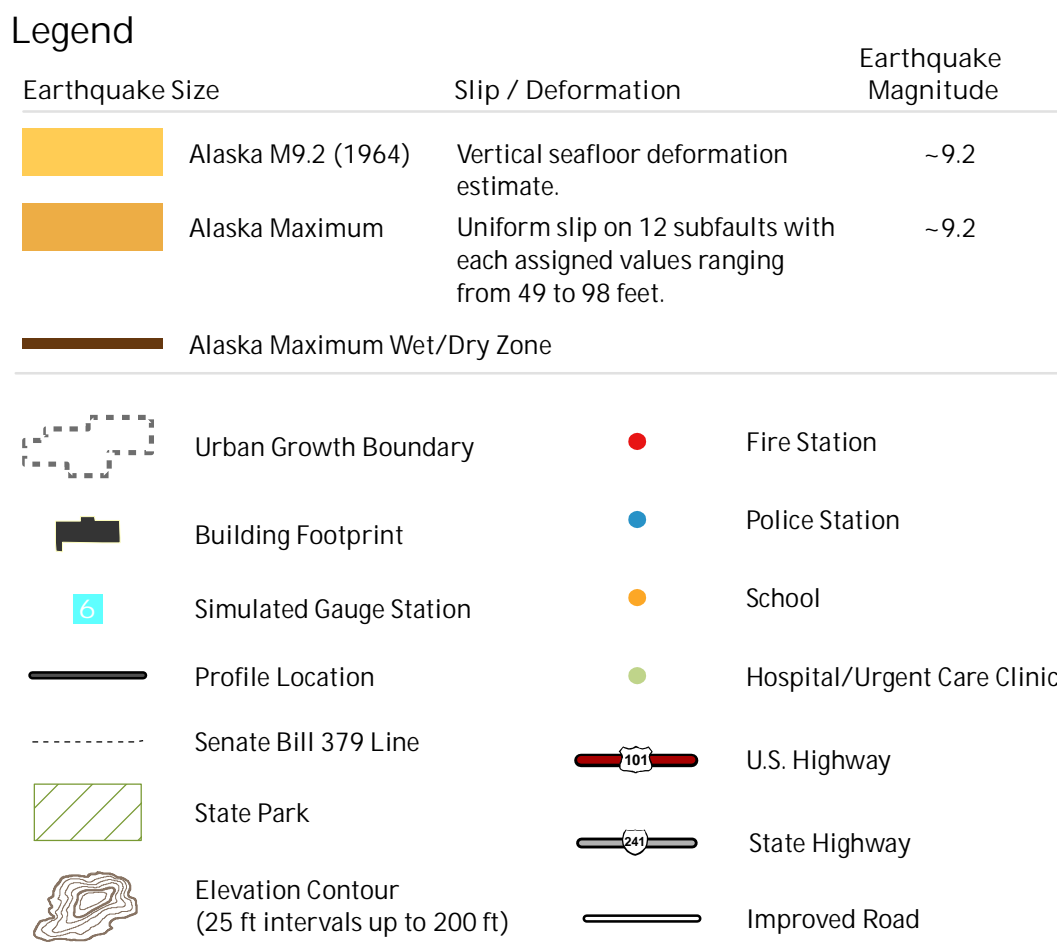 Legend
Earthquake Size
Slip / Deformation
Earthquake
Magnitude
Alaska M9.2 (1964)
Vertical seafloor deformation
estimate.
~9.2
Alaska Maximum
Uniform slip on 12 subfaults with
each assigned values ranging
from 49 to 98 feet.
~9.2
Alaska Maximum Wet/Dry Zone
Urban Growth Boundary
Fire Station
Building Footprint
Police Station
6
Simulated Gauge Station
School
Profile Location
Hospital/Urgent Care Clinic
Senate Bill 379 Line
101
U.S. Highway
State Park
241
State Highway
Elevation Contour
(25 ft intervals up to 200 ft)
Improved Road